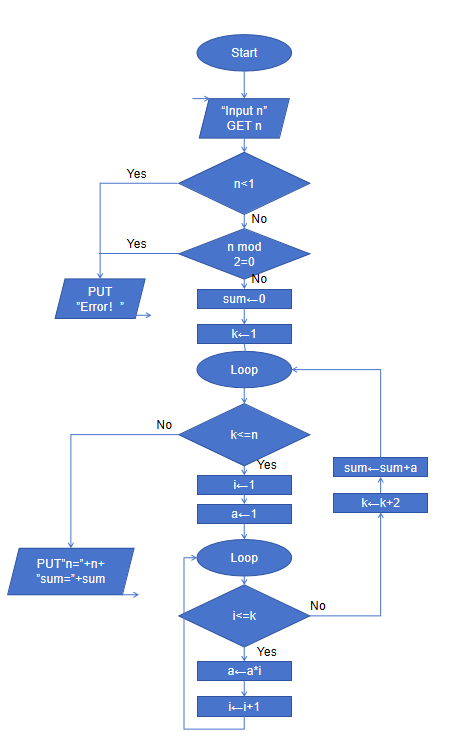 Start
“Input n”
GET n
Yes
n<1
No
Yes
n mod
2=0
No
PUT
”Error！”
sum←0
k←1
Loop
No
k<=n
Yes
sum←sum+a
i←1
k←k+2
a←1
Loop
PUT”n=”+n+
”sum=”+sum
No
i<=k
Yes
a←a*i
i←i+1